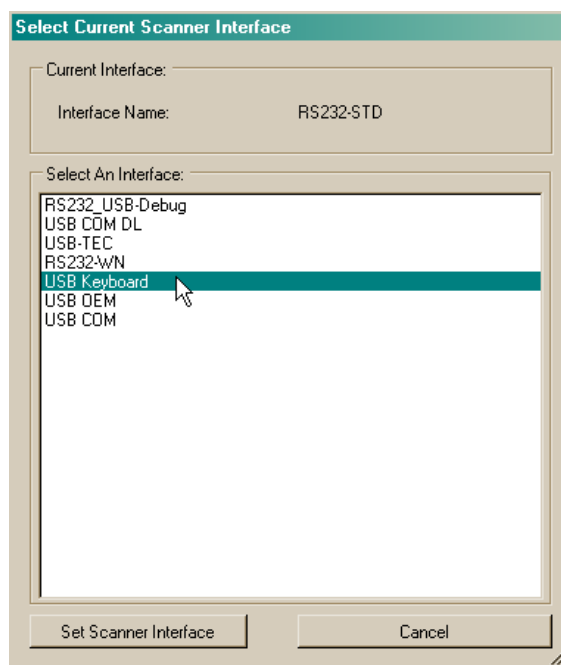 Select Current Scanner Interface
Current Interface:
Interface Name: RS232-STD
Select An Interface:
RS232_USB-Debug
USB COM DL
USB-TEC
RS232-WN
USB Keyboard
USB OEM
USB COM
Set Scanner Interface Cancel